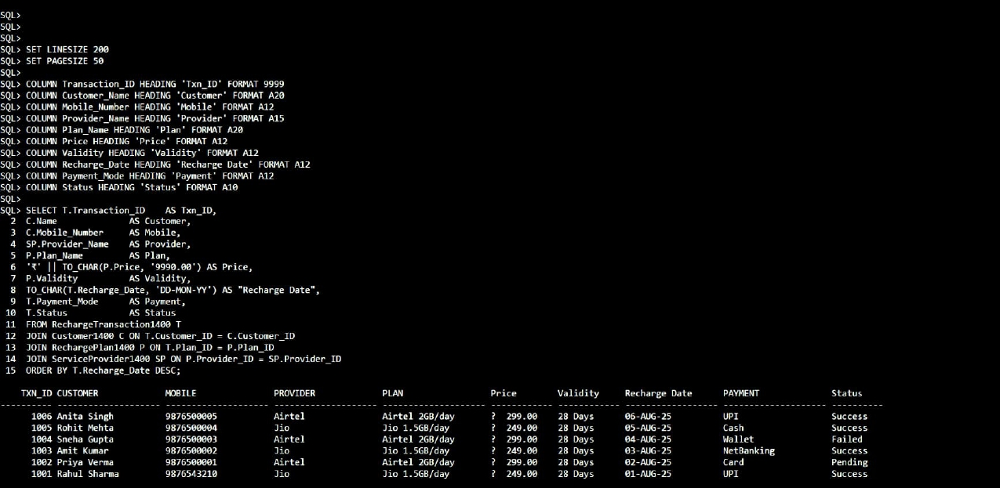 SQL>
SQL>
SQL>
SQL> SET LINESIZE 200
SQL> SET PAGESIZE 50
SQL>
SQL> COLUMN Transaction_ID HEADING 'Txn_ID' FORMAT 9999
SQL> COLUMN Customer_Name HEADING 'Customer' FORMAT A20
SQL> COLUMN Mobile_Number HEADING 'Mobile' FORMAT A12
SQL> COLUMN Provider_Name HEADING 'Provider' FORMAT A15
SQL> COLUMN Plan_Name HEADING 'Plan' FORMAT A20
SQL> COLUMN Price HEADING 'Price' FORMAT A12
SQL> COLUMN Validity HEADING 'Validity' FORMAT A12
SQL> COLUMN Recharge_Date HEADING 'Recharge Date' FORMAT A12
SQL> COLUMN Payment_Mode HEADING 'Payment' FORMAT A12
SQL> COLUMN Status HEADING 'Status' FORMAT A10
SQL>
SQL> SELECT T.Transaction_ID    AS Txn_ID,
  2  C.Name              AS Customer,
  3  C.Mobile_Number     AS Mobile,
  4  SP.Provider_Name    AS Provider,
  5  P.Plan_Name         AS Plan,
  6  '₹' || TO_CHAR(P.Price, '9990.00') AS Price,
  7  P.Validity          AS Validity,
  8  TO_CHAR(T.Recharge_Date, 'DD-MON-YY') AS "Recharge Date",
  9  T.Payment_Mode      AS Payment,
 10  T.Status            AS Status
 11  FROM RechargeTransaction1400 T
 12  JOIN Customer1400 C ON T.Customer_ID = C.Customer_ID
 13  JOIN RechargePlan1400 P ON T.Plan_ID = P.Plan_ID
 14  JOIN ServiceProvider1400 SP ON P.Provider_ID = SP.Provider_ID
 15  ORDER BY T.Recharge_Date DESC;
    TXN_ID CUSTOMER             MOBILE               PROVIDER             PLAN                 Price        Validity     Recharge Date      PAYMENT              Status
---------- -------------------- -------------------- -------------------- -------------------- ------------ ------------ ------------------ -------------------- ----------
      1006 Anita Singh          9876500005           Airtel               Airtel 2GB/day       ?  299.00    28 Days      06-AUG-25          UPI                  Success
      1005 Rohit Mehta          9876500004           Jio                  Jio 1.5GB/day        ?  249.00    28 Days      05-AUG-25          Cash                 Success
      1004 Sneha Gupta          9876500003           Airtel               Airtel 2GB/day       ?  299.00    28 Days      04-AUG-25          Wallet               Failed
      1003 Amit Kumar           9876500002           Jio                  Jio 1.5GB/day        ?  249.00    28 Days      03-AUG-25          NetBanking           Success
      1002 Priya Verma          9876500001           Airtel               Airtel 2GB/day       ?  299.00    28 Days      02-AUG-25          Card                 Pending
      1001 Rahul Sharma         9876543210           Jio                  Jio 1.5GB/day        ?  249.00    28 Days      01-AUG-25          UPI                  Success